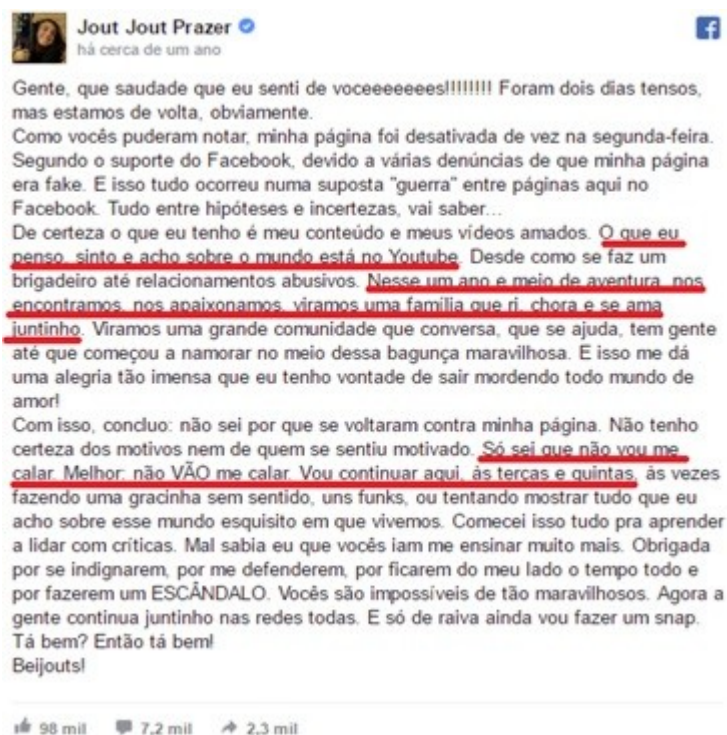 Jout Jout Prazer
há cerca de um ano
Gente, que saudade que eu senti de voceeeeeeees!!!!!!!! Foram dois dias tensos,
mas estamos de volta, obviamente.
Como vocês puderam notar, minha página foi desativada de vez na segunda-feira.
Segundo o suporte do Facebook, devido a várias denúncias de que minha página
era fake. E isso tudo ocorreu numa suposta "guerra" entre páginas aqui no
Facebook. Tudo entre hipóteses e incertezas, vai saber...
De certeza o que eu tenho é meu conteúdo e meus vídeos amados. O que eu
penso, sinto e acho sobre o mundo está no Youtube. Desde como se faz um
brigadeiro até relacionamentos abusivos. Nesse um ano e meio de aventura, nos
encontramos, nos apaixonamos, viramos uma família que ri, chora e se ama
juntinho. Viramos uma grande comunidade que conversa, que se ajuda, tem gente
até que começou a namorar no meio dessa bagunça maravilhosa. E isso me dá
uma alegria tão imensa que eu tenho vontade de sair mordendo todo mundo de
amor!
Com isso, concluo: não sei por que se voltaram contra minha página. Não tenho
certeza dos motivos nem de quem se sentiu motivado. Só sei que não vou me
calar. Melhor: não VÃO me calar. Vou continuar aqui, às terças e quintas, às vezes
fazendo uma gracinha sem sentido, uns funks, ou tentando mostrar tudo que eu
acho sobre esse mundo esquisito em que vivemos. Comecei isso tudo pra aprender
a lidar com críticas. Mal sabia eu que vocês iam me ensinar muito mais. Obrigada
por se indignarem, por me defenderem, por ficarem do meu lado o tempo todo e
por fazerem um ESCÂNDALO. Vocês são impossíveis de tão maravilhosos. Agora a
gente continua juntinho nas redes todas. E só de raiva ainda vou fazer um snap.
Tá bem? Então tá bem!
Beijouts!
98 mil 7,2 mil 2,3 mil